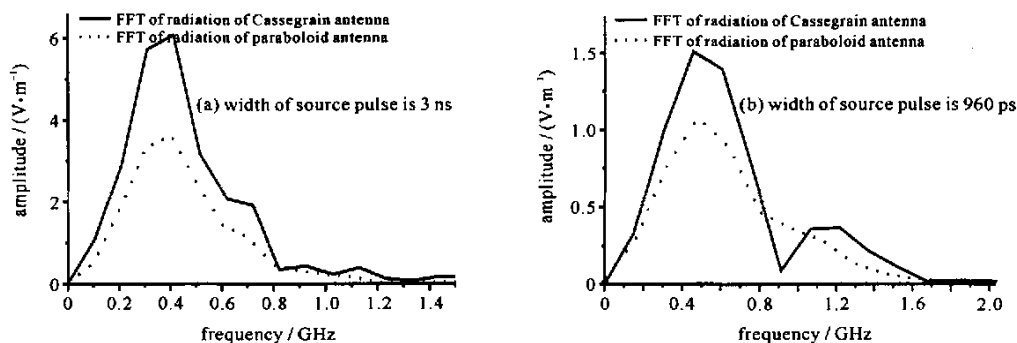 FFT of radiation of Cassegrain antenna
FFT of radiation of paraboloid antenna
(a) width of source pulse is 3 ns
6
4
2
0
amplitude / (V·m⁻¹)
0 0.2 0.4 0.6 0.8 1.0 1.2 1.4
frequency / GHz
FFT of radiation of Cassegrain antenna
FFT of radiation of paraboloid antenna
(b) width of source pulse is 960 ps
1.5
1.0
0.5
0
amplitude / (V·m⁻¹)
0 0.4 0.8 1.2 1.6 2.0
frequency / GHz